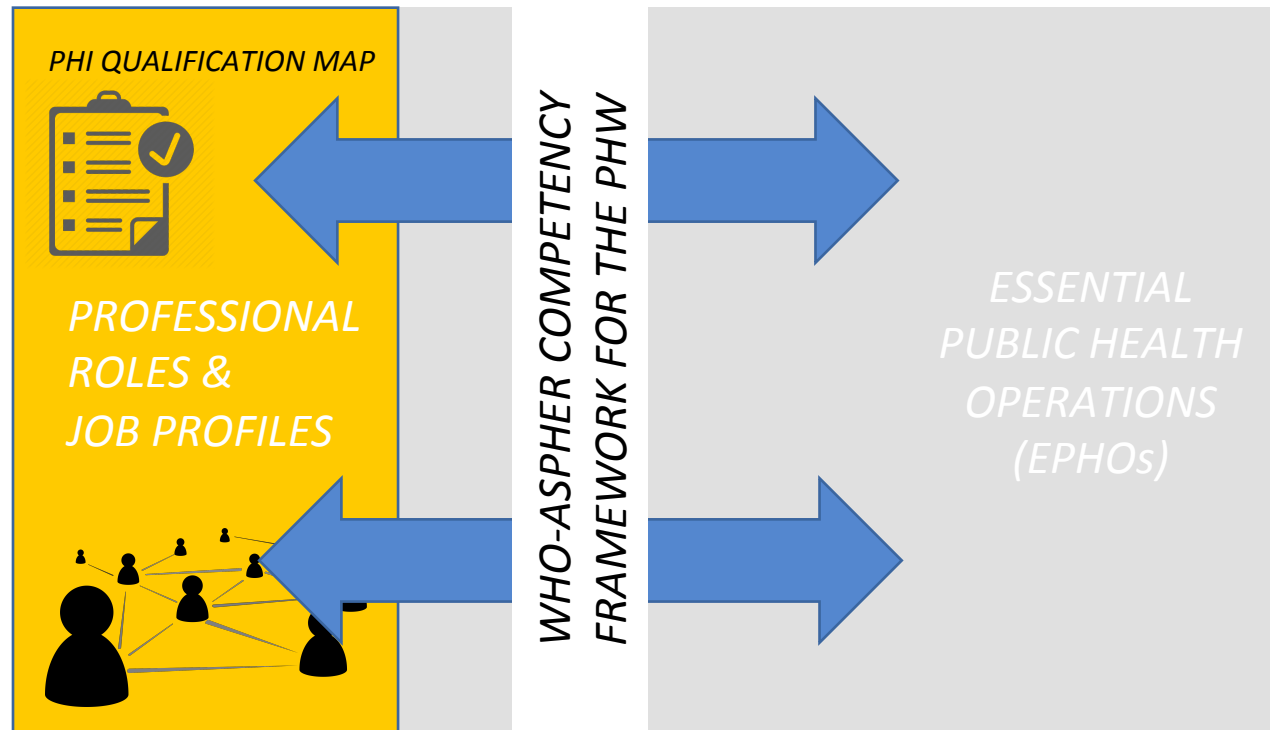 PHI QUALIFICATION MAP
PROFESSIONAL
ROLES &
JOB PROFILES
WHO-ASPHER COMPETENCY
FRAMEWORK FOR THE PHW
ESSENTIAL
PUBLIC HEALTH
OPERATIONS
(EPHOs)